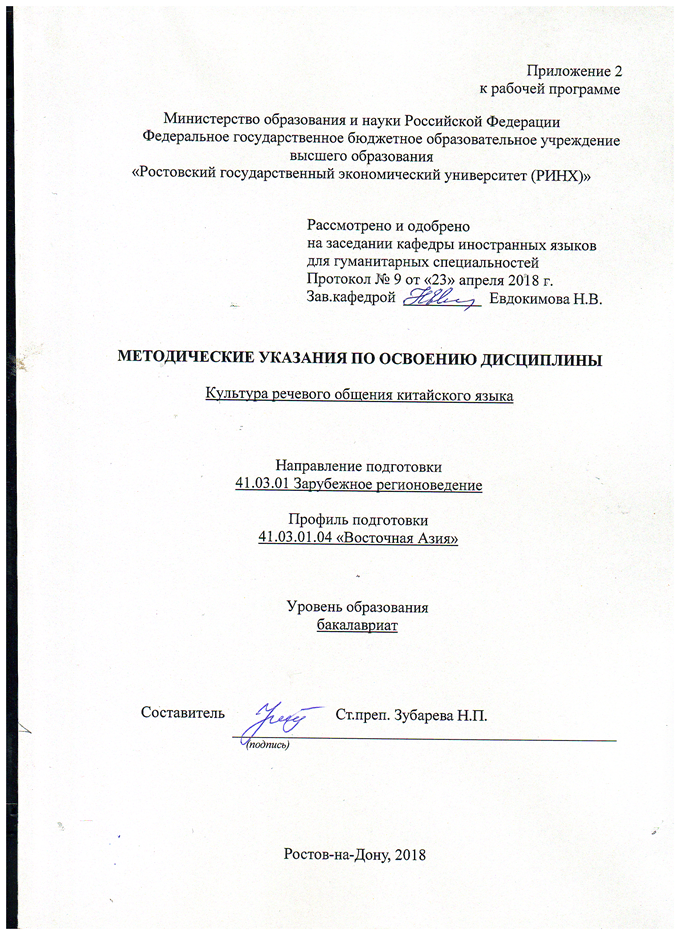 Приложение 2
к рабочей программе
Министерство образования и науки Российской Федерации
Федеральное государственное бюджетное образовательное учреждение
высшего образования
«Ростовский государственный экономический университет (РИНХ)»
Рассмотрено и одобрено
на заседании кафедры иностранных языков
для гуманитарных специальностей
Протокол № 9 от «23» апреля 2018 г.
Зав.кафедрой Евдокимова Н.В.
МЕТОДИЧЕСКИЕ УКАЗАНИЯ ПО ОСВОЕНИЮ ДИСЦИПЛИНЫ
Культура речевого общения китайского языка
Направление подготовки
41.03.01 Зарубежное регионоведение
Профиль подготовки
41.03.01.04 «Восточная Азия»
Уровень образования
бакалавриат
Составитель Ст.преп. Зубарева Н.П.
(подпись)
Ростов-на-Дону, 2018